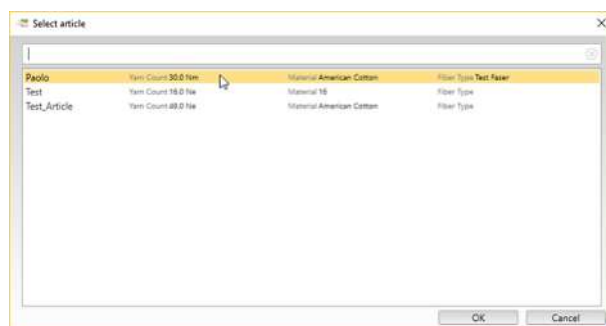 Select article
Paolo Yarn Count 30.0 Nm Material American Cotton Fiber Type Test Faser
Test Yarn Count 16.0 Ne Material 16 Fiber Type
Test_Article Yarn Count 49.0 Ne Material American Cotton Fiber Type
OK Cancel